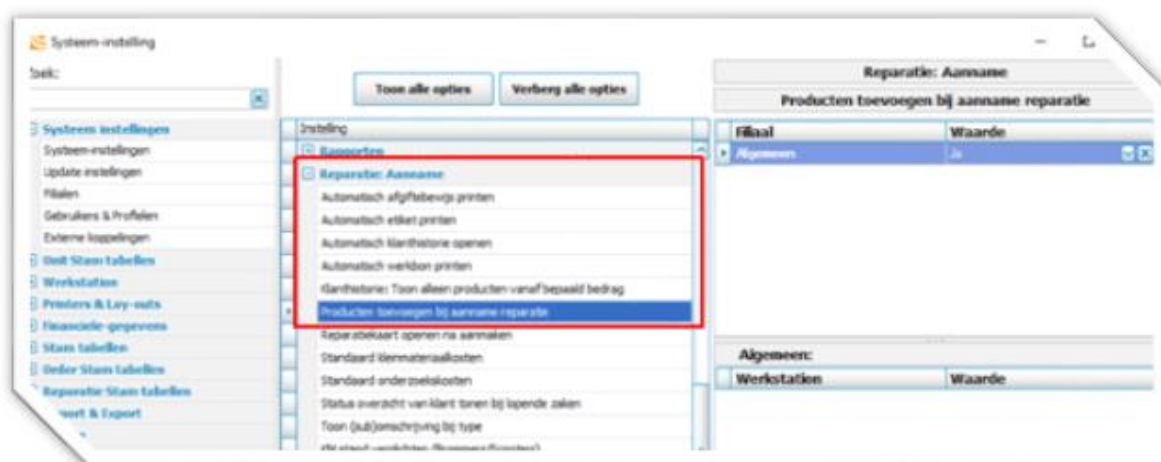 Systeem-instelling
Zoek:
Toon alle opties
Verberg alle opties
Reparatie: Aanname
Producten toevoegen bij aanname reparatie
Systeem instellingen
Systeem-instellingen
Update instellingen
Filialen
Gebruikers & Profielen
Externe koppelingen
Unit Stam tabellen
Workstation
Printers & Lay-outs
Financiele-gegevens
Stam tabellen
Order Stam tabellen
Reparatie Stam tabellen
& Export
Instelling
Rapporten
Reparatie: Aanname
Automatisch afgiftebewijs printen
Automatisch etiket printen
Automatisch klanthistorie openen
Automatisch werkbon printen
Klanthistorie: Toon alleen producten vanaf bepaald bedrag
Producten toevoegen bij aanname reparatie
Reparatiekaart openen na aanmaken
Standaard kleinmateriaalkosten
Standaard onderzoekskosten
Status overzicht van klant tonen bij lopende zaken
Toon (sub)omschrijving bij type
Filiaal
Waarde
Algemeen
Ja
Algemeen:
Werkstation
Waarde